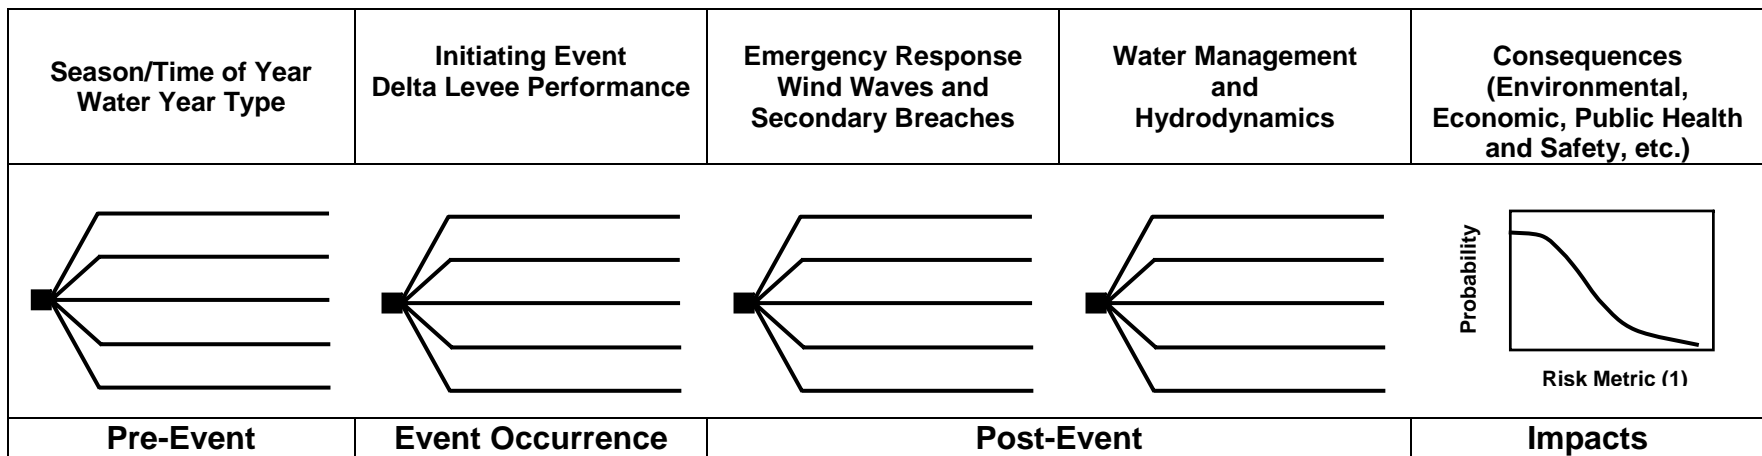 Season/Time of Year
Water Year Type
Initiating Event
Delta Levee Performance
Emergency Response
Wind Waves and
Secondary Breaches
Water Management
and
Hydrodynamics
Consequences
(Environmental,
Economic, Public Health
and Safety, etc.)
Probability
Risk Metric (1)
Pre-Event
Event Occurrence
Post-Event
Impacts